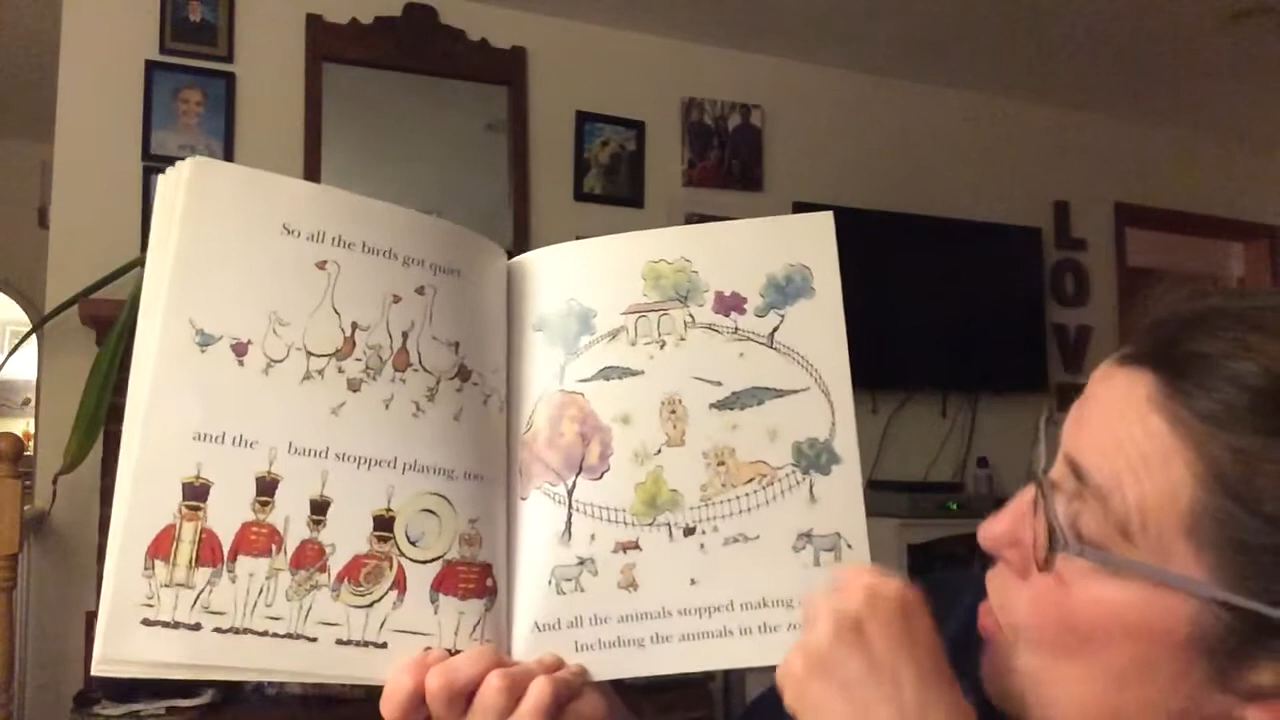 So all the birds got quiet
and the band stopped playing, too
And all the animals stopped making
Including the animals in the
LOV